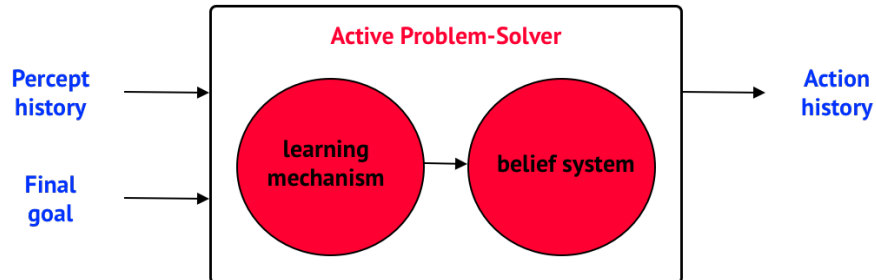 Active Problem-Solver
Percept
history
Final
goal
learning
mechanism
belief system
Action
history